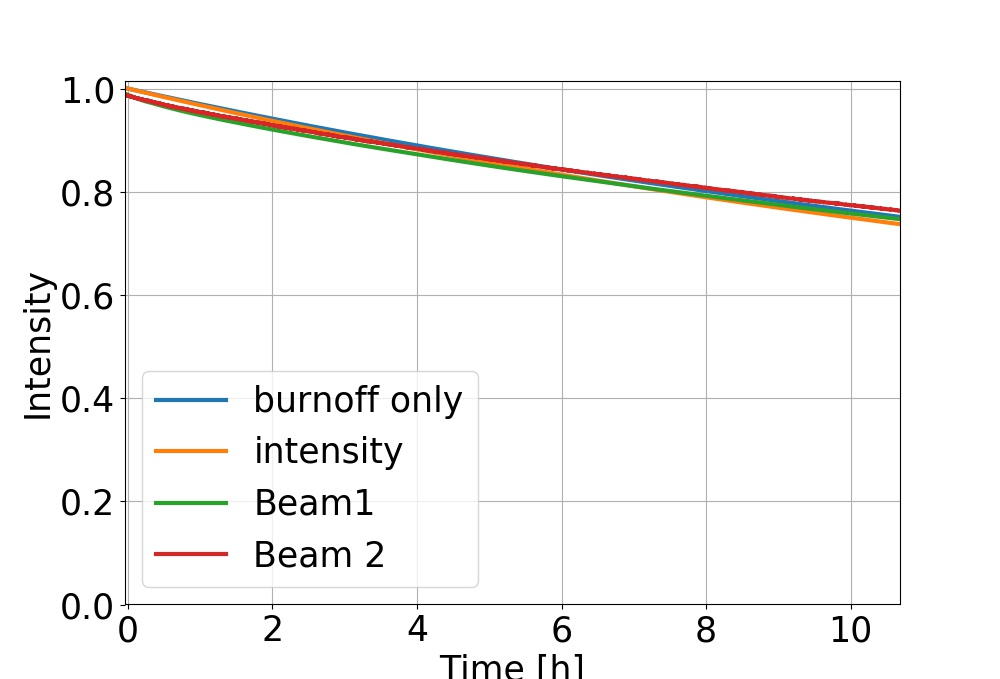 1.0
0.8
0.6
0.4
0.2
0.0
Intensity
burnoff only
intensity
Beam1
Beam 2
0 2 4 6 8 10
Time [h]